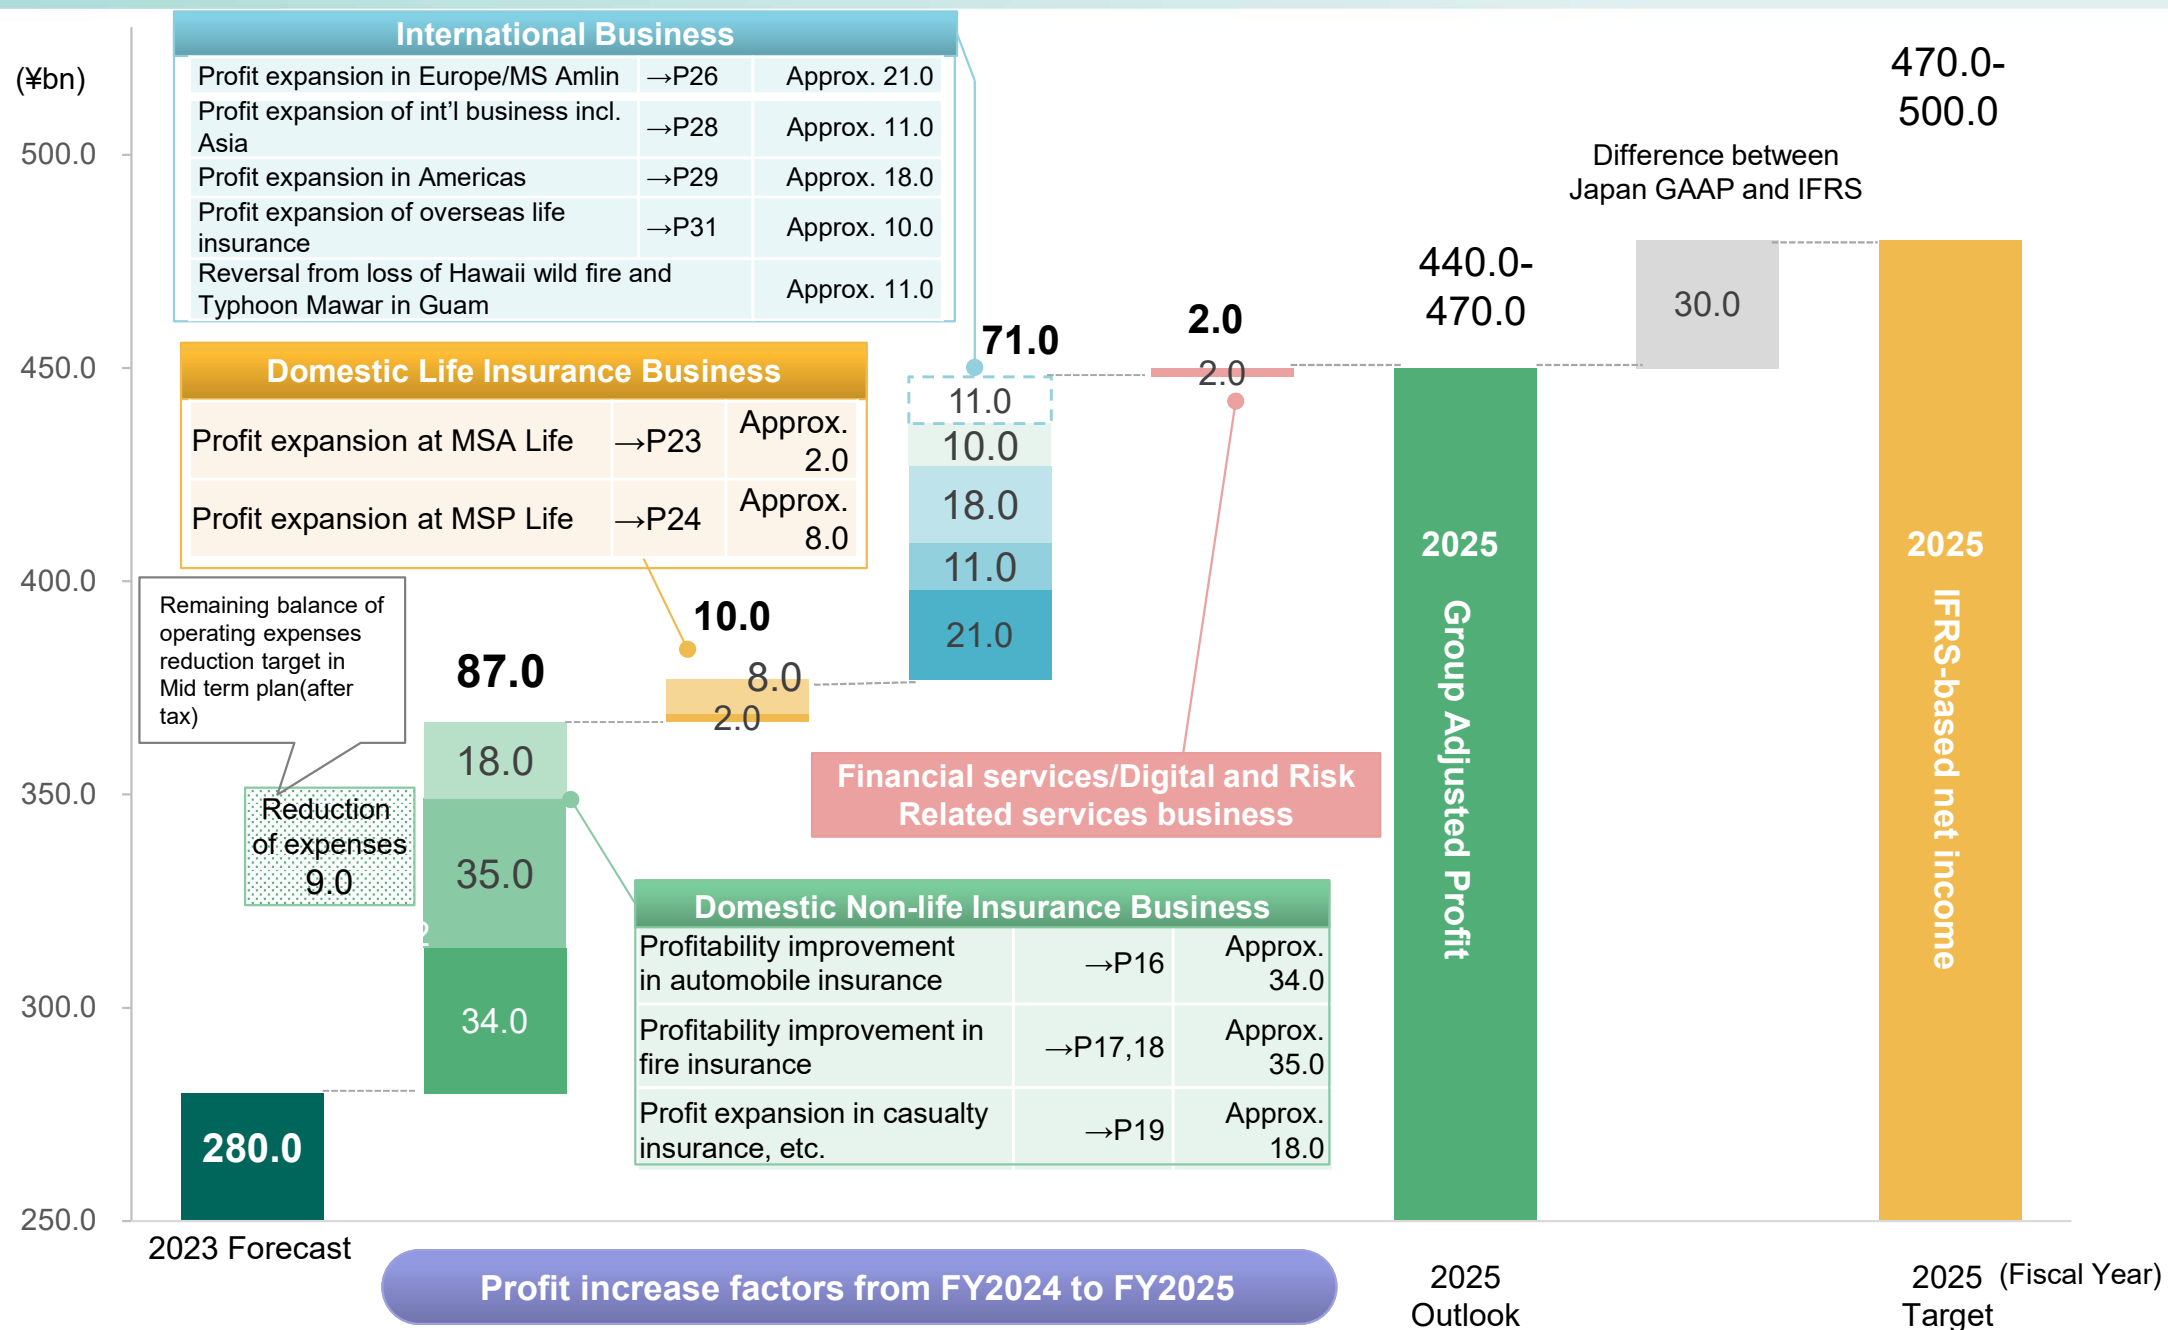 (¥bn)
500.0
450.0
400.0
350.0
300.0
250.0
International Business
Profit expansion in Europe/MS Amlin →P26 Approx. 21.0
Profit expansion of int’l business incl.
Asia →P28 Approx. 11.0
Profit expansion in Americas →P29 Approx. 18.0
Profit expansion of overseas life
insurance →P31 Approx. 10.0
Reversal from loss of Hawaii wild fire and
Typhoon Mawar in Guam Approx. 11.0
Domestic Life Insurance Business
Profit expansion at MSA Life →P23 Approx.
2.0
Profit expansion at MSP Life →P24 Approx.
8.0
Remaining balance of
operating expenses
reduction target in
Mid term plan(after
tax)
Reduction
of expenses
9.0
280.0
87.0
18.0
35.0
2
34.0
10.0
8.0
2.0
71.0
11.0
10.0
18.0
11.0
21.0
2.0
2.0
Financial services/Digital and Risk
Related services business
Domestic Non-life Insurance Business
Profitability improvement
in automobile insurance →P16 Approx.
34.0
Profitability improvement in
fire insurance →P17,18 Approx.
35.0
Profit expansion in casualty
insurance, etc. →P19 Approx.
18.0
440.0-
470.0
2025
Group Adjusted Profit
Difference between
Japan GAAP and IFRS
30.0
470.0-
500.0
2025
IFRS-based net income
2023 Forecast
Profit increase factors from FY2024 to FY2025
2025
Outlook
2025
Target
(Fiscal Year)